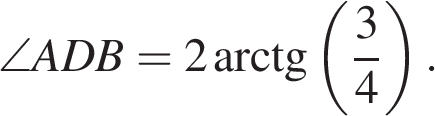 ∠ADB = 2 arctg (3/4).